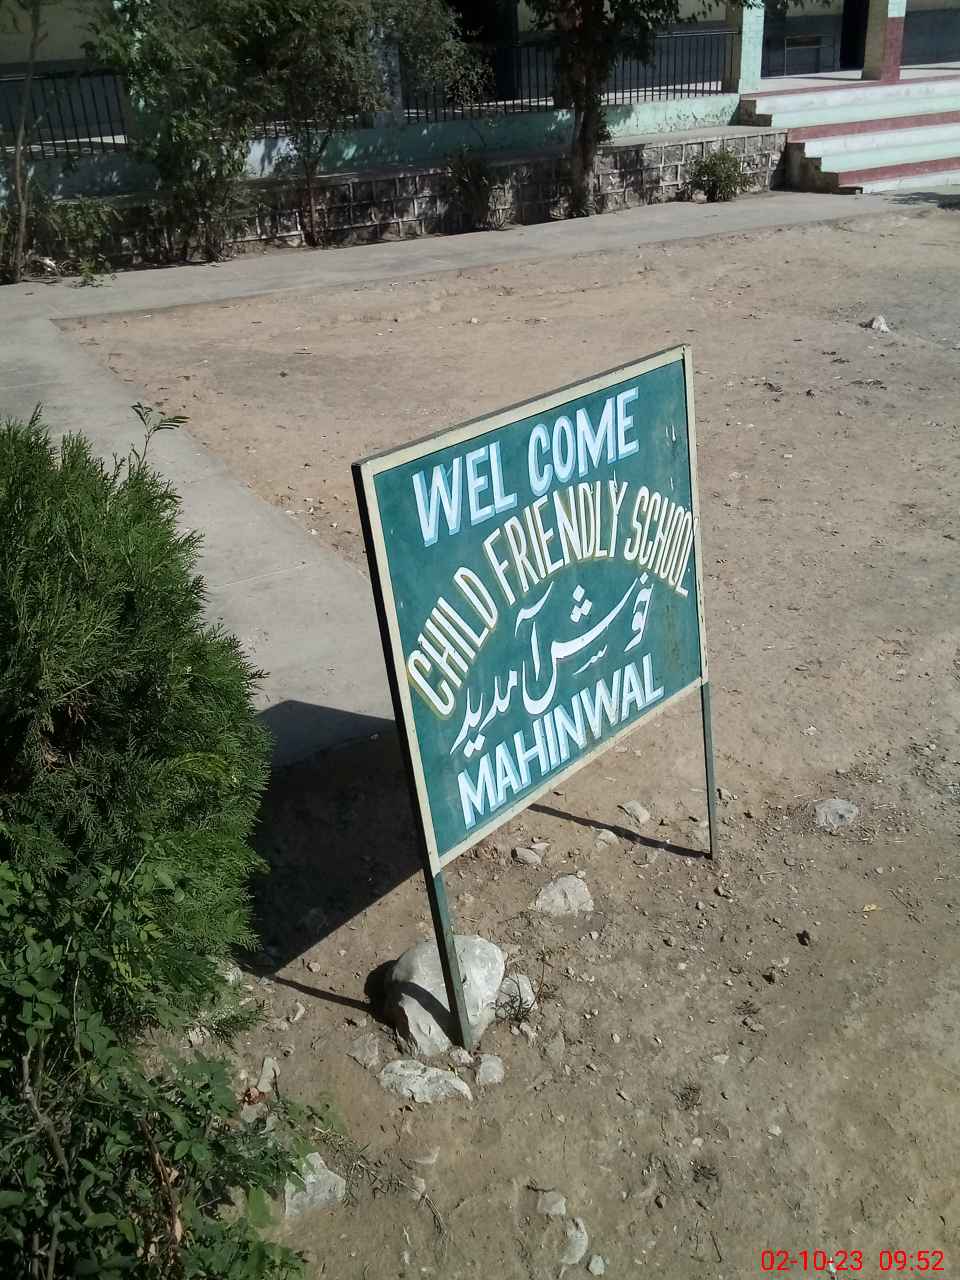 WEL COME
CHILD FRIENDLY SCHOOL
خوش آمدید
MAHINWAL
02-10-23 09:52